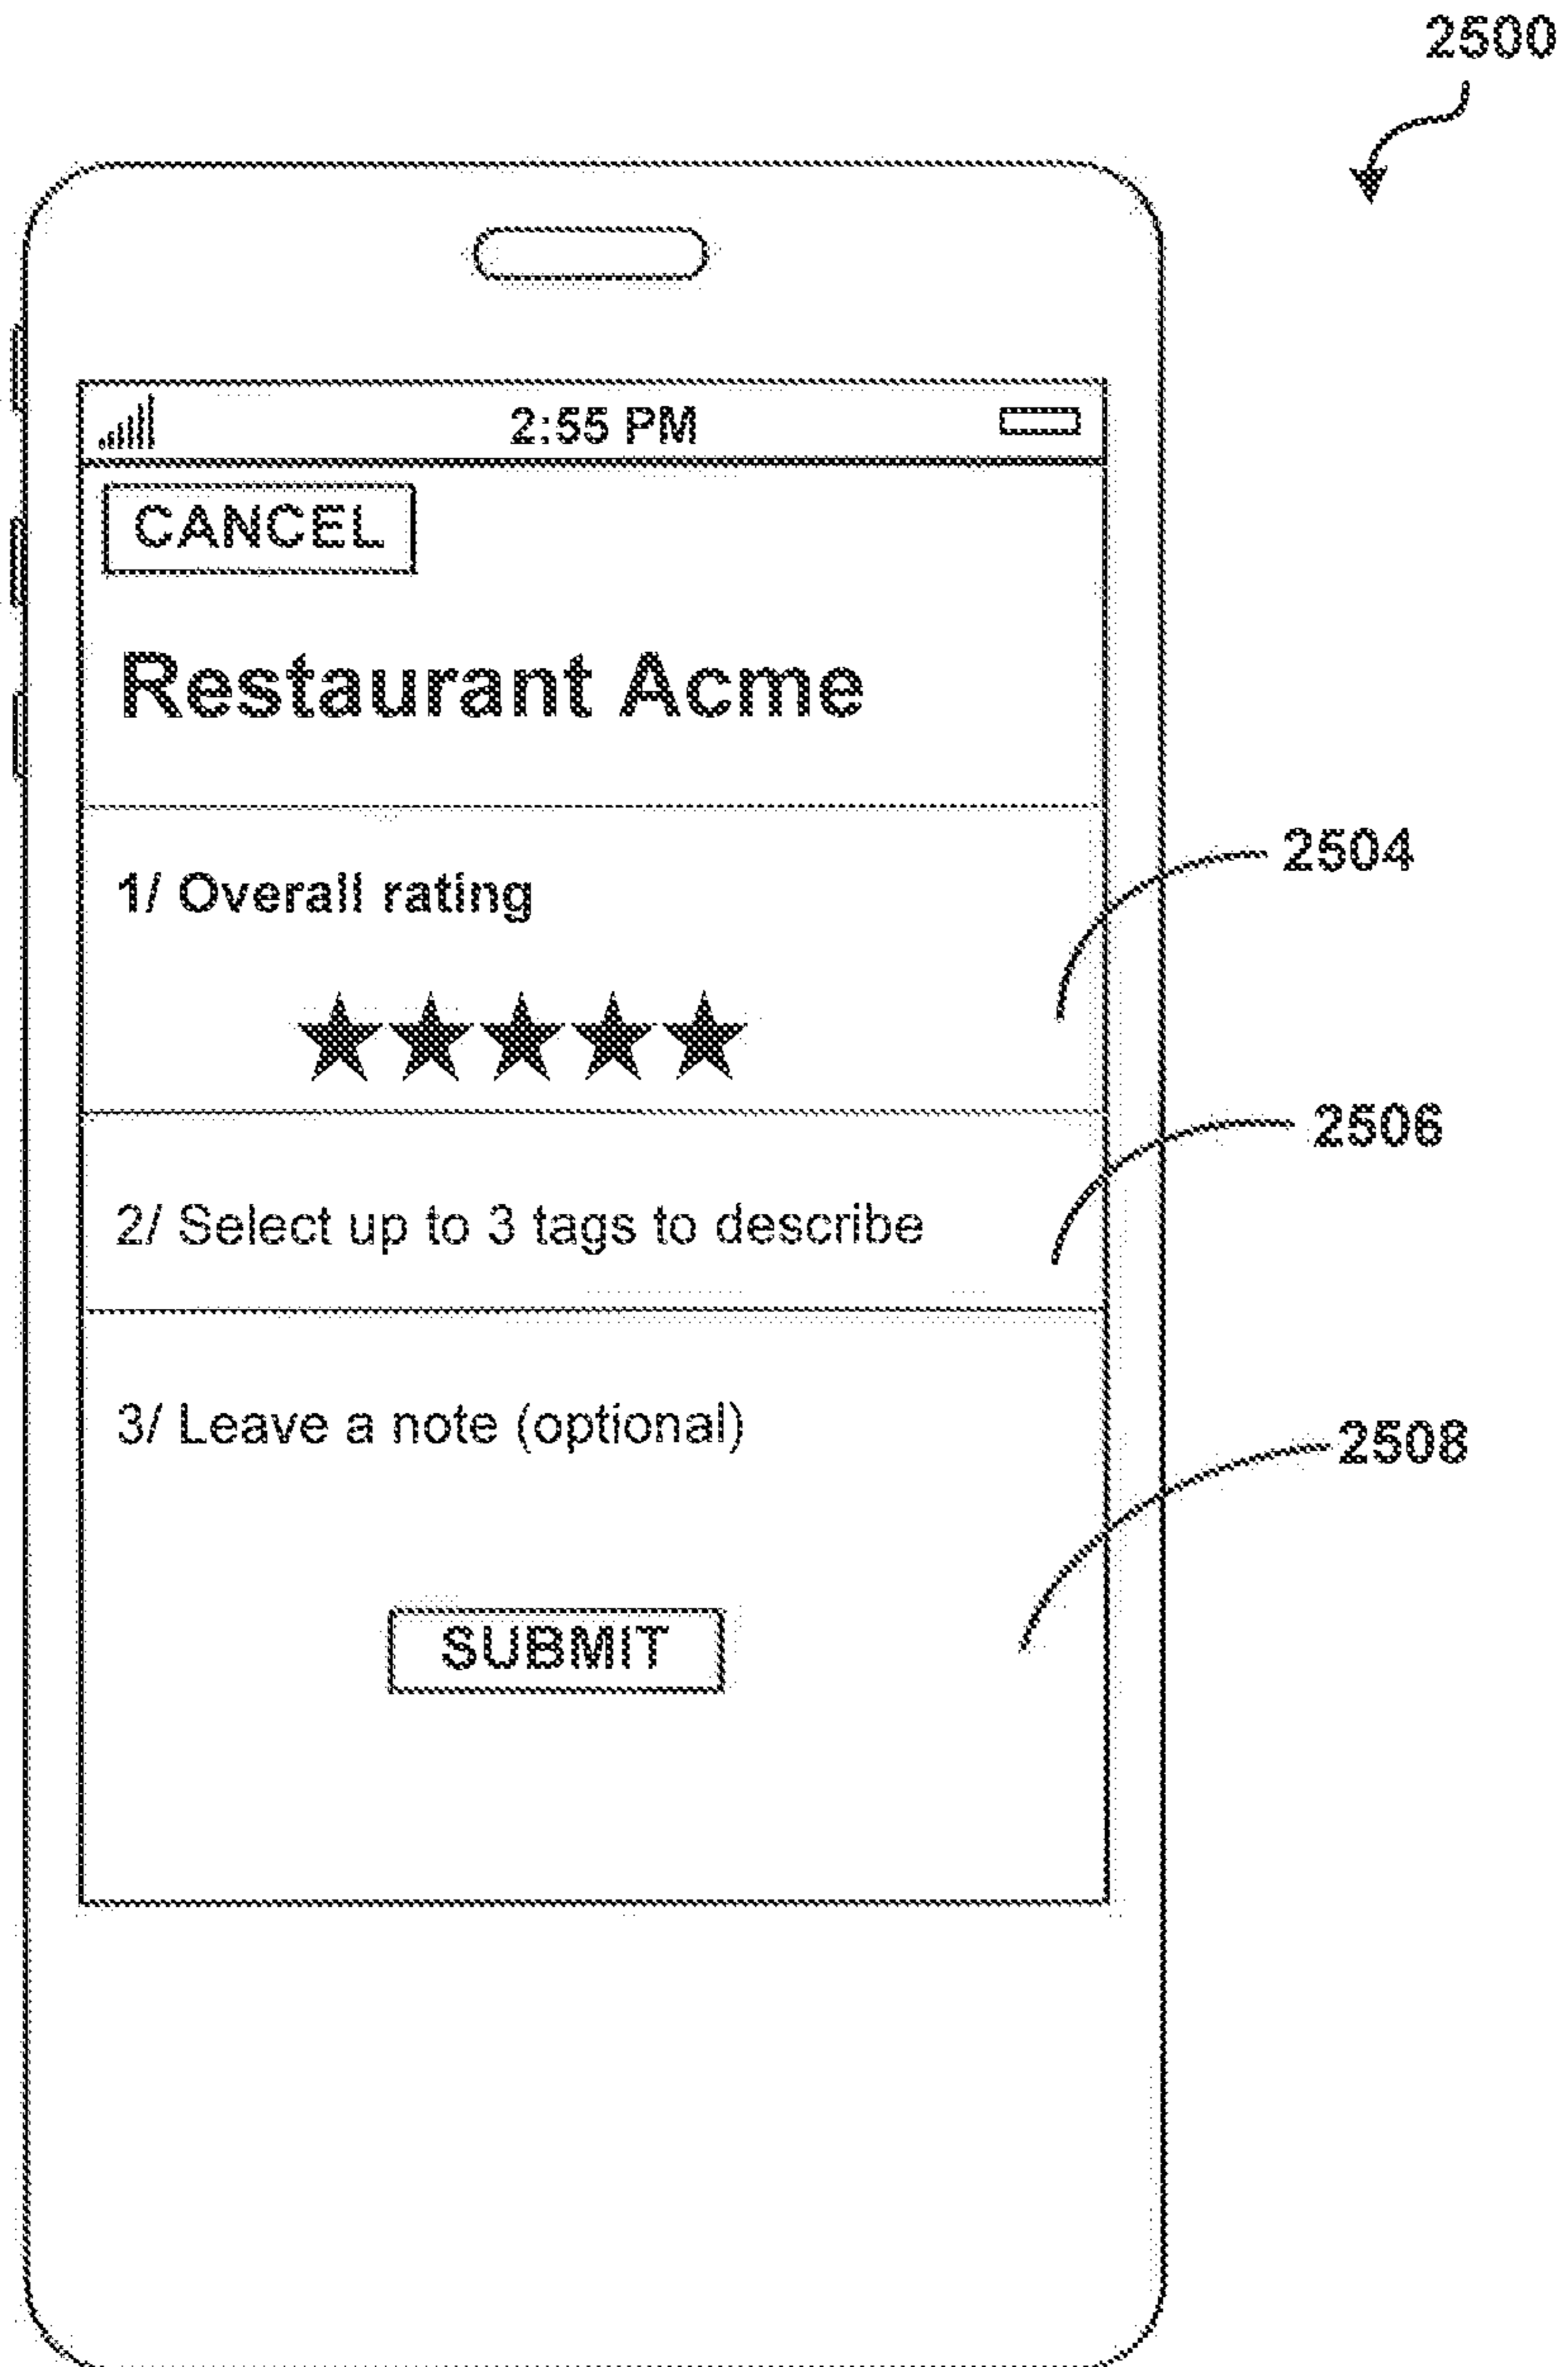 2500
2:55 PM
CANCEL
Restaurant Acme
1/ Overall rating
2504
2506
2/ Select up to 3 tags to describe
3/ Leave a note (optional)
2508
SUBMIT